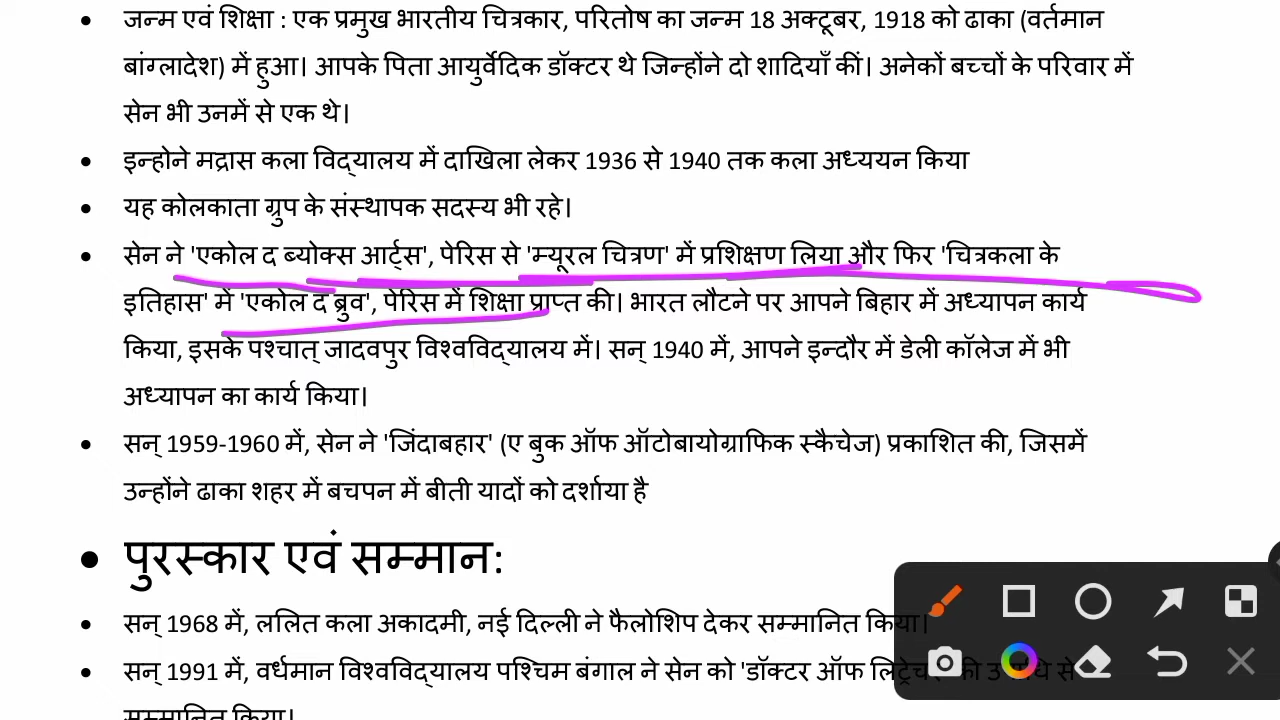 • जन्म एवं शिक्षा : एक प्रमुख भारतीय चित्रकार, परितोष का जन्म 18 अक्टूबर, 1918 को ढाका (वर्तमान
बांग्लादेश) में हुआ। आपके पिता आयुर्वेदिक डॉक्टर थे जिन्होंने दो शादियाँ कीं। अनेकों बच्चों के परिवार में
सेन भी उनमें से एक थे।
• इन्होने मद्रास कला विद्यालय में दाखिला लेकर 1936 से 1940 तक कला अध्ययन किया
• यह कोलकाता ग्रुप के संस्थापक सदस्य भी रहे।
• सेन ने 'एकोल द ब्योक्स आर्ट्स', पेरिस से 'म्यूरल चित्रण' में प्रशिक्षण लिया और फिर 'चित्रकला के
इतिहास' में 'एकोल द ब्रुव', पेरिस में शिक्षा प्राप्त की। भारत लौटने पर आपने बिहार में अध्यापन कार्य
किया, इसके पश्चात् जादवपुर विश्वविद्यालय में। सन् 1940 में, आपने इन्दौर में डेली कॉलेज में भी
अध्यापन का कार्य किया।
• सन् 1959-1960 में, सेन ने 'जिंदाबहार' (ए बुक ऑफ ऑटोबायोग्राफिक स्कैचेज) प्रकाशित की, जिसमें
उन्होंने ढाका शहर में बचपन में बीती यादों को दर्शाया है
• पुरस्कार एवं सम्मान:
• सन् 1968 में, ललित कला अकादमी, नई दिल्ली ने फैलोशिप देकर सम्मानित किया।
• सन् 1991 में, वर्धमान विश्वविद्यालय पश्चिम बंगाल ने सेन को 'डॉक्टर ऑफ की से
सम्मानित किया।